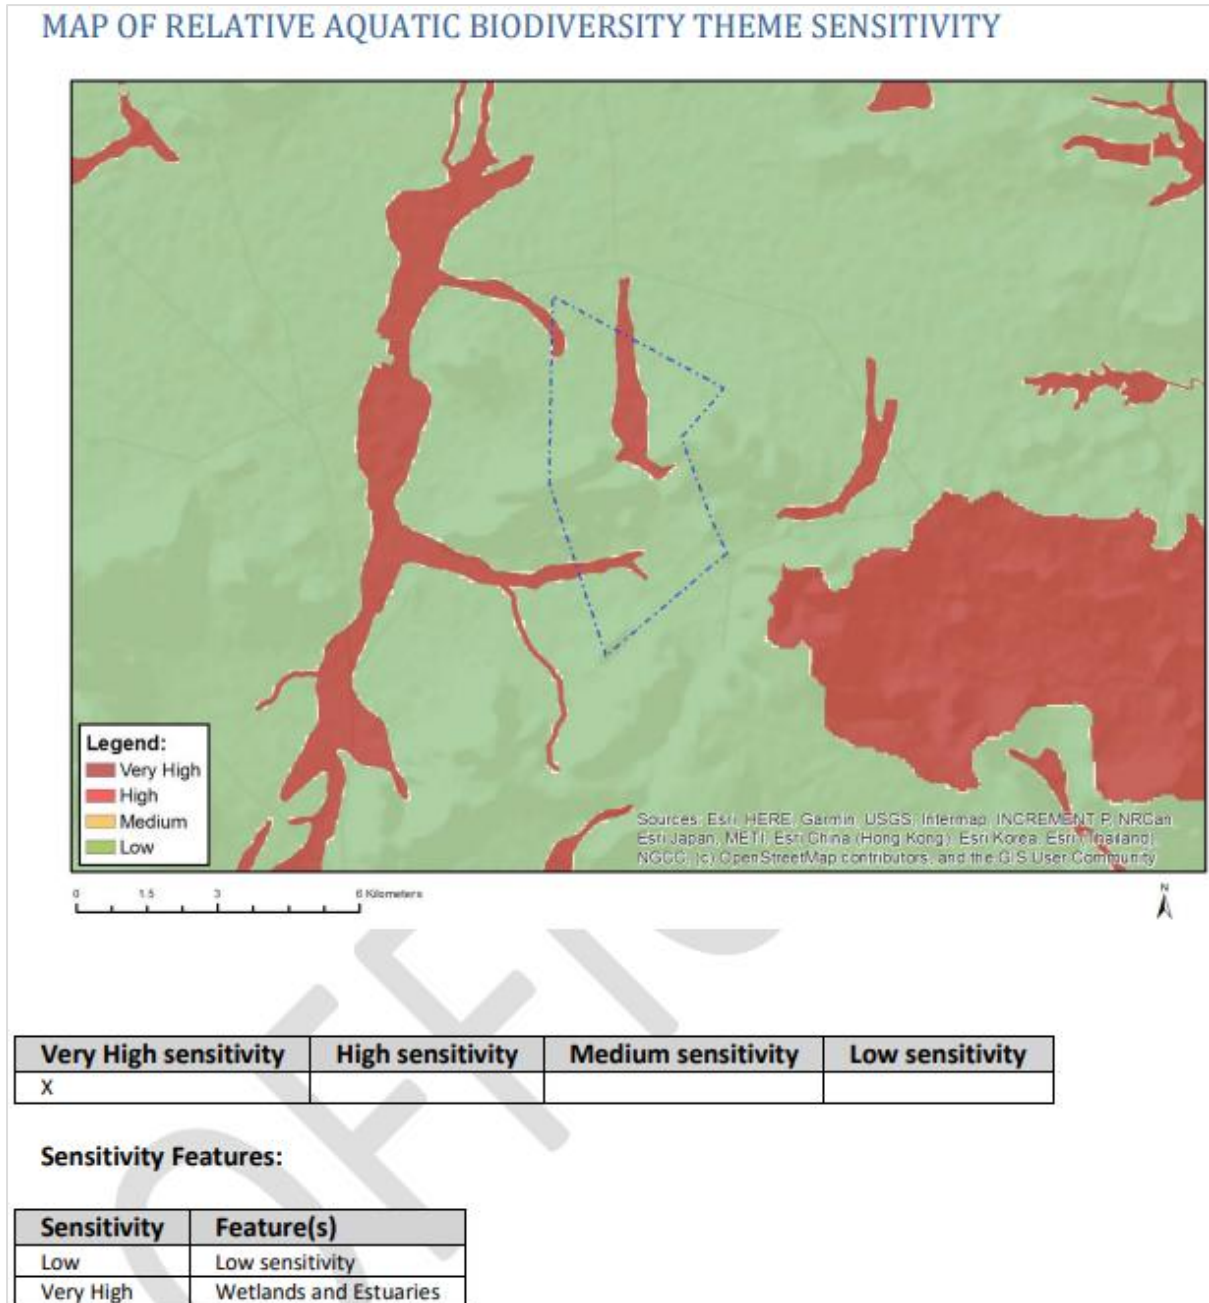 MAP OF RELATIVE AQUATIC BIODIVERSITY THEME SENSITIVITY
Legend:
Very High
High
Medium
Low
Sources: Esri, HERE, Garmin, USGS, Intermap, INCREMENT P, NRCan,
Esri Japan, METI, Esri China (Hong Kong), Esri Korea, Esri (Thailand),
NGCC, (c) OpenStreetMap contributors, and the GIS User Community
0 1.5 3 6 Kilometers
N
Very High sensitivity High sensitivity Medium sensitivity Low sensitivity
X
Sensitivity Features:
Sensitivity Feature(s)
Low Low sensitivity
Very High Wetlands and Estuaries